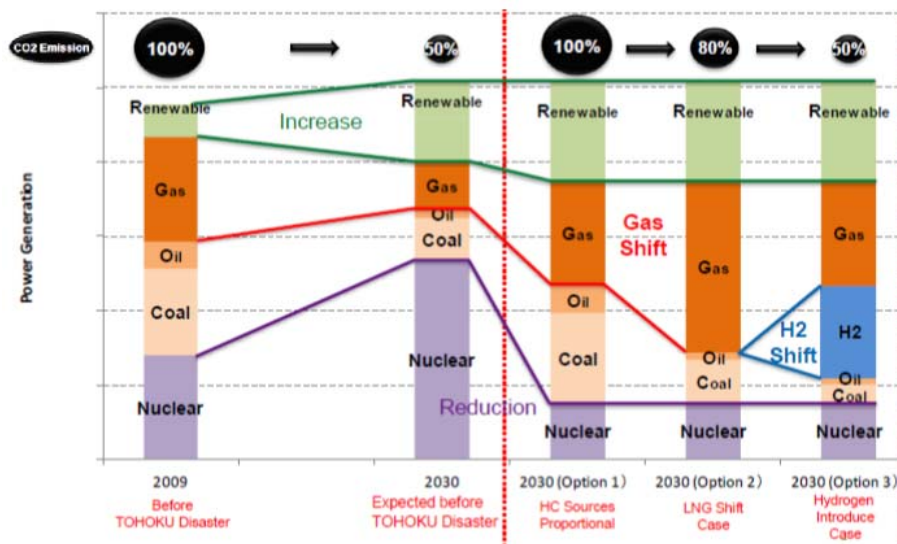 CO2 Emission
100%
50%
100%
80%
50%
Power Generation
Renewable
Gas
Oil
Coal
Nuclear
Increase
Renewable
Gas
Oil
Coal
Nuclear
Reduction
Renewable
Gas
Oil
Coal
Nuclear
Gas
Shift
Renewable
Gas
Oil
Coal
Nuclear
H2
Shift
Renewable
Gas
H2
Oil
Coal
Nuclear
2009
Before
TOHOKU Disaster
2030
Expected before
TOHOKU Disaster
2030 (Option 1)
HC Sources
Proportional
2030 (Option 2)
LNG Shift
Case
2030 (Option 3)
Hydrogen
Introduce
Case